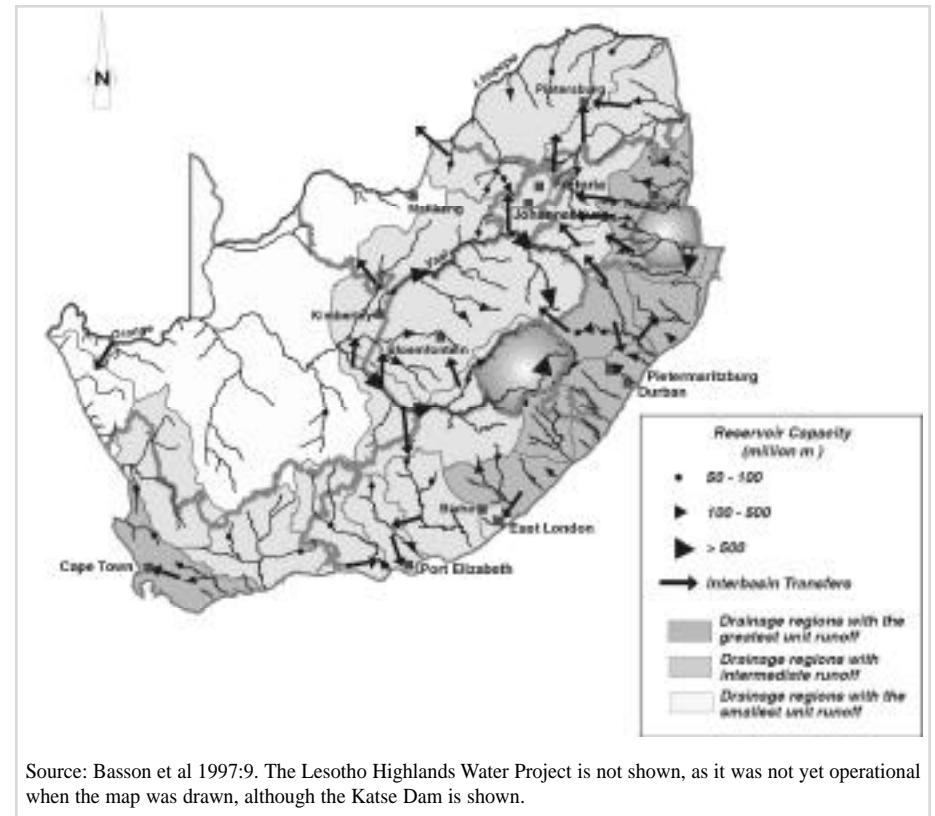 N
Limpopo
Pietersburg
Mafikeng
Johannesburg
Vaal
Kimberley
Orange
Bloemfontein
Pietermaritzburg
Durban
Reservoir Capacity
(million m )
50 - 100
100 - 500
> 500
Interbasin Transfers
Drainage regions with the
greatest unit runoff
Drainage regions with
intermediate runoff
Drainage regions with the
smallest unit runoff
East London
Cape Town
Port Elizabeth
Source: Basson et al 1997:9. The Lesotho Highlands Water Project is not shown, as it was not yet operational
when the map was drawn, although the Katse Dam is shown.